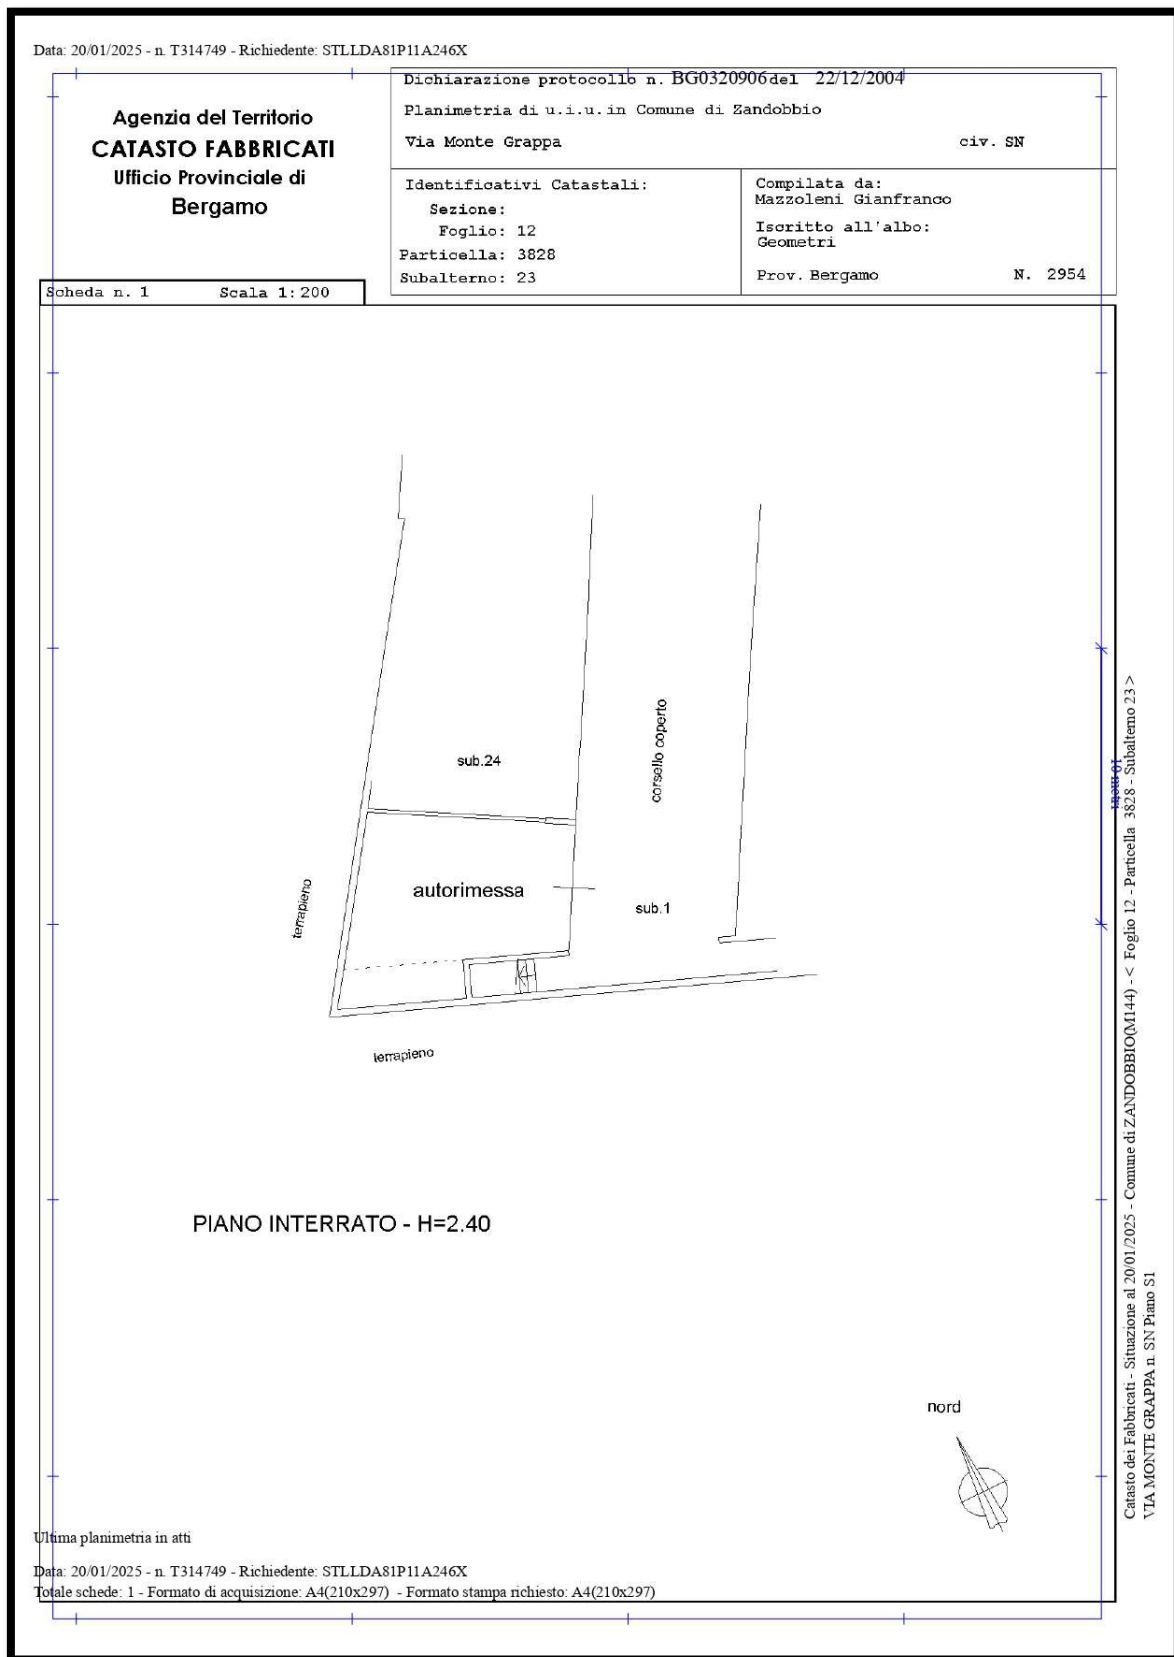 Data: 20/01/2025 - n. T314749 - Richiedente: STLLDA81P11A246X
Agenzia del Territorio
CATASTO FABBRICATI
Ufficio Provinciale di
Bergamo
Dichiarazione protocollo n. BG0320906del 22/12/2004
Planimetria di u.i.u. in Comune di Zandobbio
Via Monte Grappa civ. SN
Identificativi Catastali:
Sezione:
Foglio: 12
Particella: 3828
Subalterno: 23
Compilata da:
Mazzoleni Gianfranco
Iscritto all'albo:
Geometri
Prov. Bergamo N. 2954
Scheda n. 1 Scala 1:200
sub.24
corsello coperto
autorimessa
sub.1
terrapieno
terrapieno
PIANO INTERRATO - H=2.40
nord
10 metri
Catasto dei Fabbricati - Situazione al 20/01/2025 - Comune di ZANDOBBIO(M144) - < Foglio 12 - Particella 3828 - Subalterno 23 >
VIA MONTE GRAPPA n. SN Piano S1
Ultima planimetria in atti
Data: 20/01/2025 - n. T314749 - Richiedente: STLLDA81P11A246X
Totale schede: 1 - Formato di acquisizione: A4(210x297) - Formato stampa richiesto: A4(210x297)